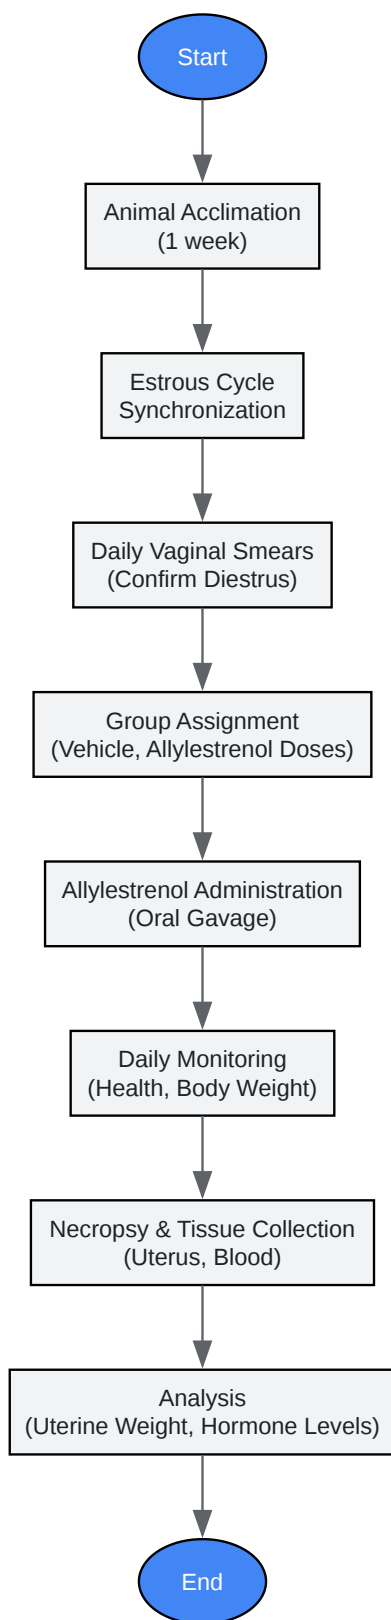 Start
Animal Acclimation
(1 week)
Estrous Cycle
Synchronization
Daily Vaginal Smears
(Confirm Diestrus)
Group Assignment
(Vehicle, Allylestrenol Doses)
Allylestrenol Administration
(Oral Gavage)
Daily Monitoring
(Health, Body Weight)
Necropsy & Tissue Collection
(Uterus, Blood)
Analysis
(Uterine Weight, Hormone Levels)
End